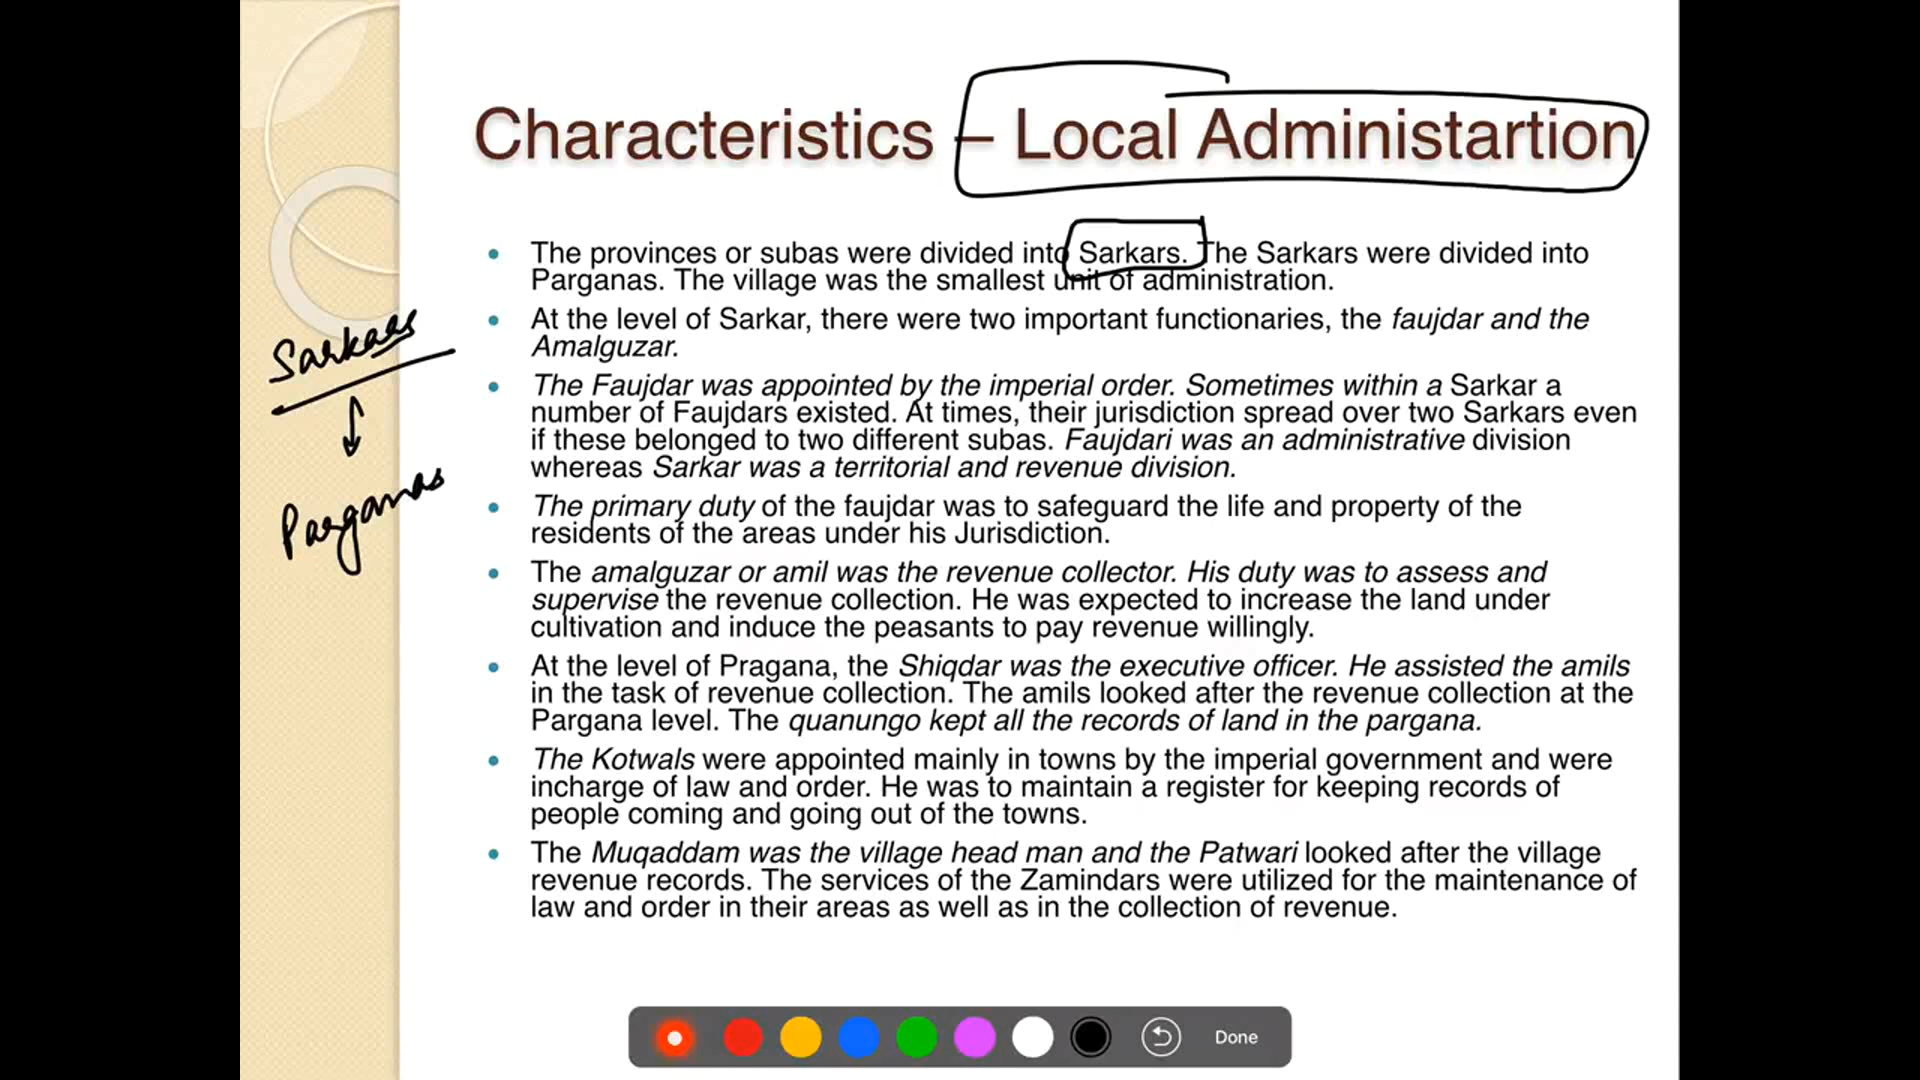 Characteristics – Local Administartion
• The provinces or subas were divided into Sarkars. The Sarkars were divided into
Parganas. The village was the smallest unit of administration.
• At the level of Sarkar, there were two important functionaries, the faujdar and the
Amalguzar.
• The Faujdar was appointed by the imperial order. Sometimes within a Sarkar a
number of Faujdars existed. At times, their jurisdiction spread over two Sarkars even
if these belonged to two different subas. Faujdari was an administrative division
whereas Sarkar was a territorial and revenue division.
• The primary duty of the faujdar was to safeguard the life and property of the
residents of the areas under his Jurisdiction.
• The amalguzar or amil was the revenue collector. His duty was to assess and
supervise the revenue collection. He was expected to increase the land under
cultivation and induce the peasants to pay revenue willingly.
• At the level of Pragana, the Shiqdar was the executive officer. He assisted the amils
in the task of revenue collection. The amils looked after the revenue collection at the
Pargana level. The quanungo kept all the records of land in the pargana.
• The Kotwals were appointed mainly in towns by the imperial government and were
incharge of law and order. He was to maintain a register for keeping records of
people coming and going out of the towns.
• The Muqaddam was the village head man and the Patwari looked after the village
revenue records. The services of the Zamindars were utilized for the maintenance of
law and order in their areas as well as in the collection of revenue.
Sarkaars
Parganas
Done